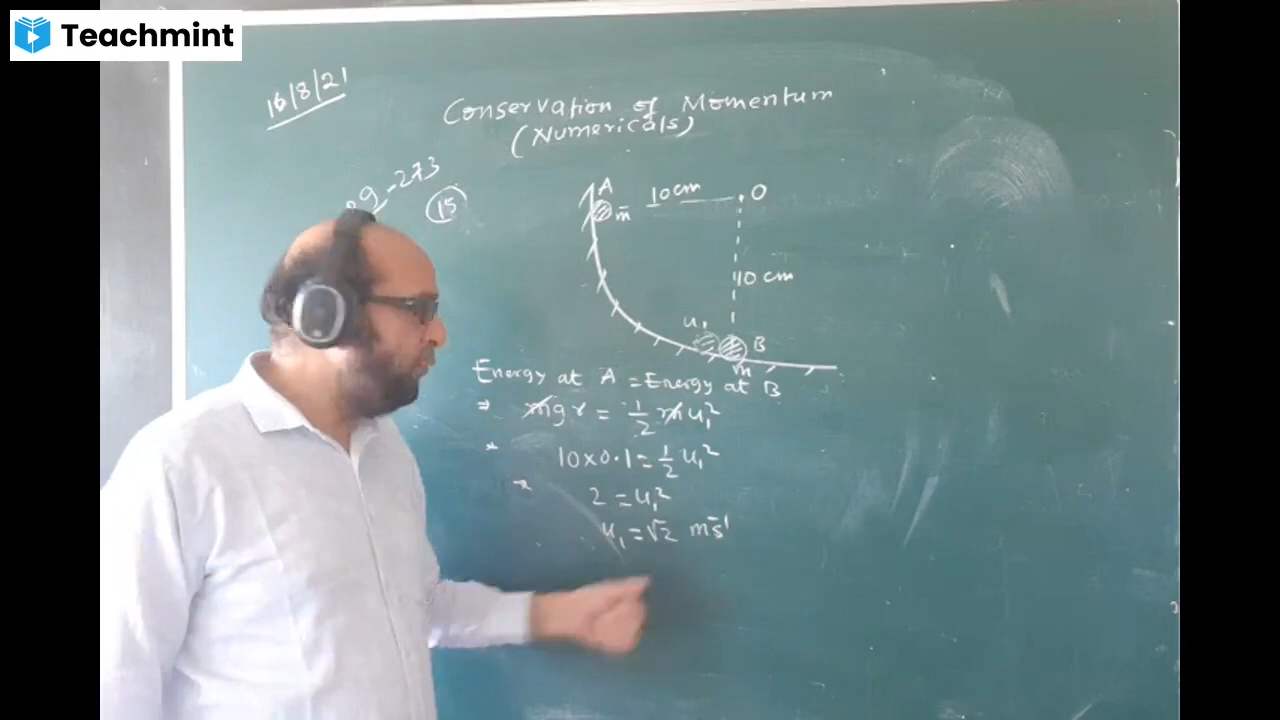 Teachmint
16/8/21
Conservation of Momentum
(Numericals)
-273
15
A
10cm
O
m
10 cm
u₁
B
m
Energy at A = Energy at B
⇒ mgr = 1/2 mu₁²
10×0.1 = 1/2 u₁²
2 = u₁²
u₁ = √2 ms⁻¹